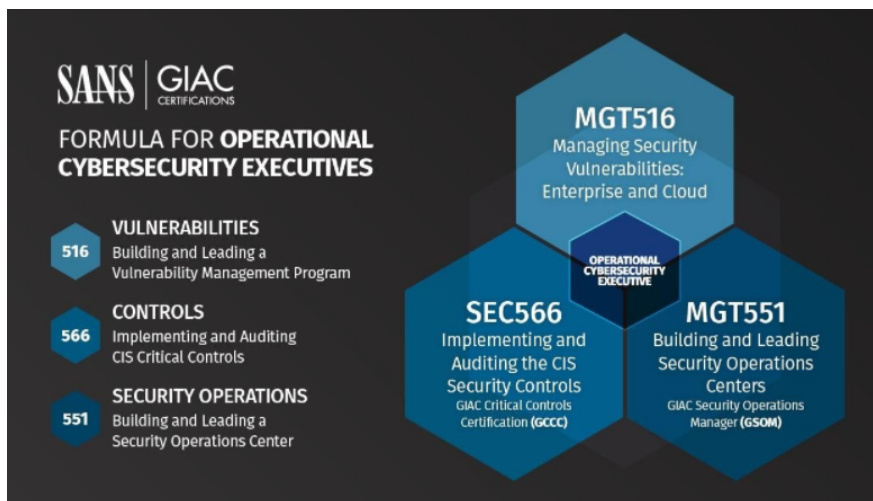 SANS GIAC
CERTIFICATIONS
FORMULA FOR OPERATIONAL
CYBERSECURITY EXECUTIVES
516
VULNERABILITIES
Building and Leading a
Vulnerability Management Program
566
CONTROLS
Implementing and Auditing
CIS Critical Controls
551
SECURITY OPERATIONS
Building and Leading a
Security Operations Center
MGT516
Managing Security
Vulnerabilities:
Enterprise and Cloud
OPERATIONAL
CYBERSECURITY
EXECUTIVE
SEC566
Implementing and
Auditing the CIS
Security Controls
GIAC Critical Controls
Certification (GCCC)
MGT551
Building and Leading
Security Operations
Centers
GIAC Security Operations
Manager (GSOM)